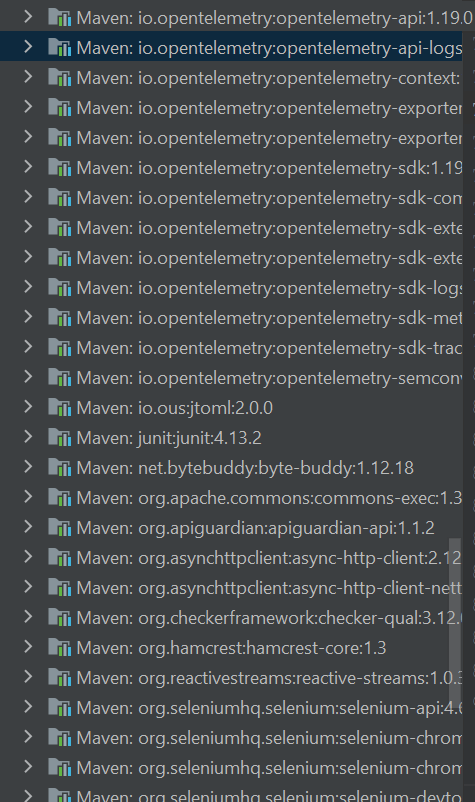 Maven: io.opentelemetry:opentelemetry-api:1.19.0
Maven: io.opentelemetry:opentelemetry-api-logs
Maven: io.opentelemetry:opentelemetry-context:
Maven: io.opentelemetry:opentelemetry-exporter
Maven: io.opentelemetry:opentelemetry-exporter
Maven: io.opentelemetry:opentelemetry-sdk:1.19
Maven: io.opentelemetry:opentelemetry-sdk-com
Maven: io.opentelemetry:opentelemetry-sdk-exte
Maven: io.opentelemetry:opentelemetry-sdk-exte
Maven: io.opentelemetry:opentelemetry-sdk-logs
Maven: io.opentelemetry:opentelemetry-sdk-met
Maven: io.opentelemetry:opentelemetry-sdk-trac
Maven: io.opentelemetry:opentelemetry-semconv
Maven: io.ous:jtoml:2.0.0
Maven: junit:junit:4.13.2
Maven: net.bytebuddy:byte-buddy:1.12.18
Maven: org.apache.commons:commons-exec:1.3
Maven: org.apiguardian:apiguardian-api:1.1.2
Maven: org.asynchttpclient:async-http-client:2.12
Maven: org.asynchttpclient:async-http-client-nett
Maven: org.checkerframework:checker-qual:3.12.0
Maven: org.hamcrest:hamcrest-core:1.3
Maven: org.reactivestreams:reactive-streams:1.0.3
Maven: org.seleniumhq.selenium:selenium-api:4.6
Maven: org.seleniumhq.selenium:selenium-chrom
Maven: org.seleniumhq.selenium:selenium-chrom
Maven: org.seleniumhq.selenium:selenium-devto